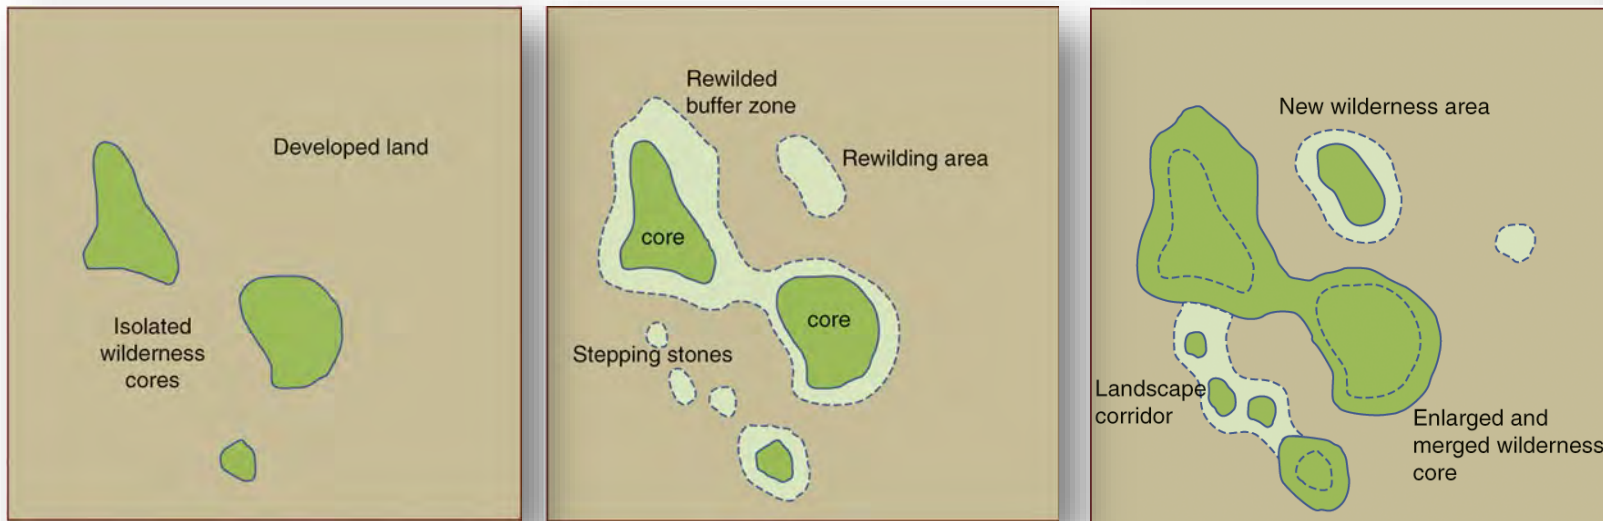 Developed land
Isolated
wilderness
cores
Rewilded
buffer zone
Rewilding area
core
core
Stepping stones
New wilderness area
Landscape
corridor
Enlarged and
merged wilderness
core